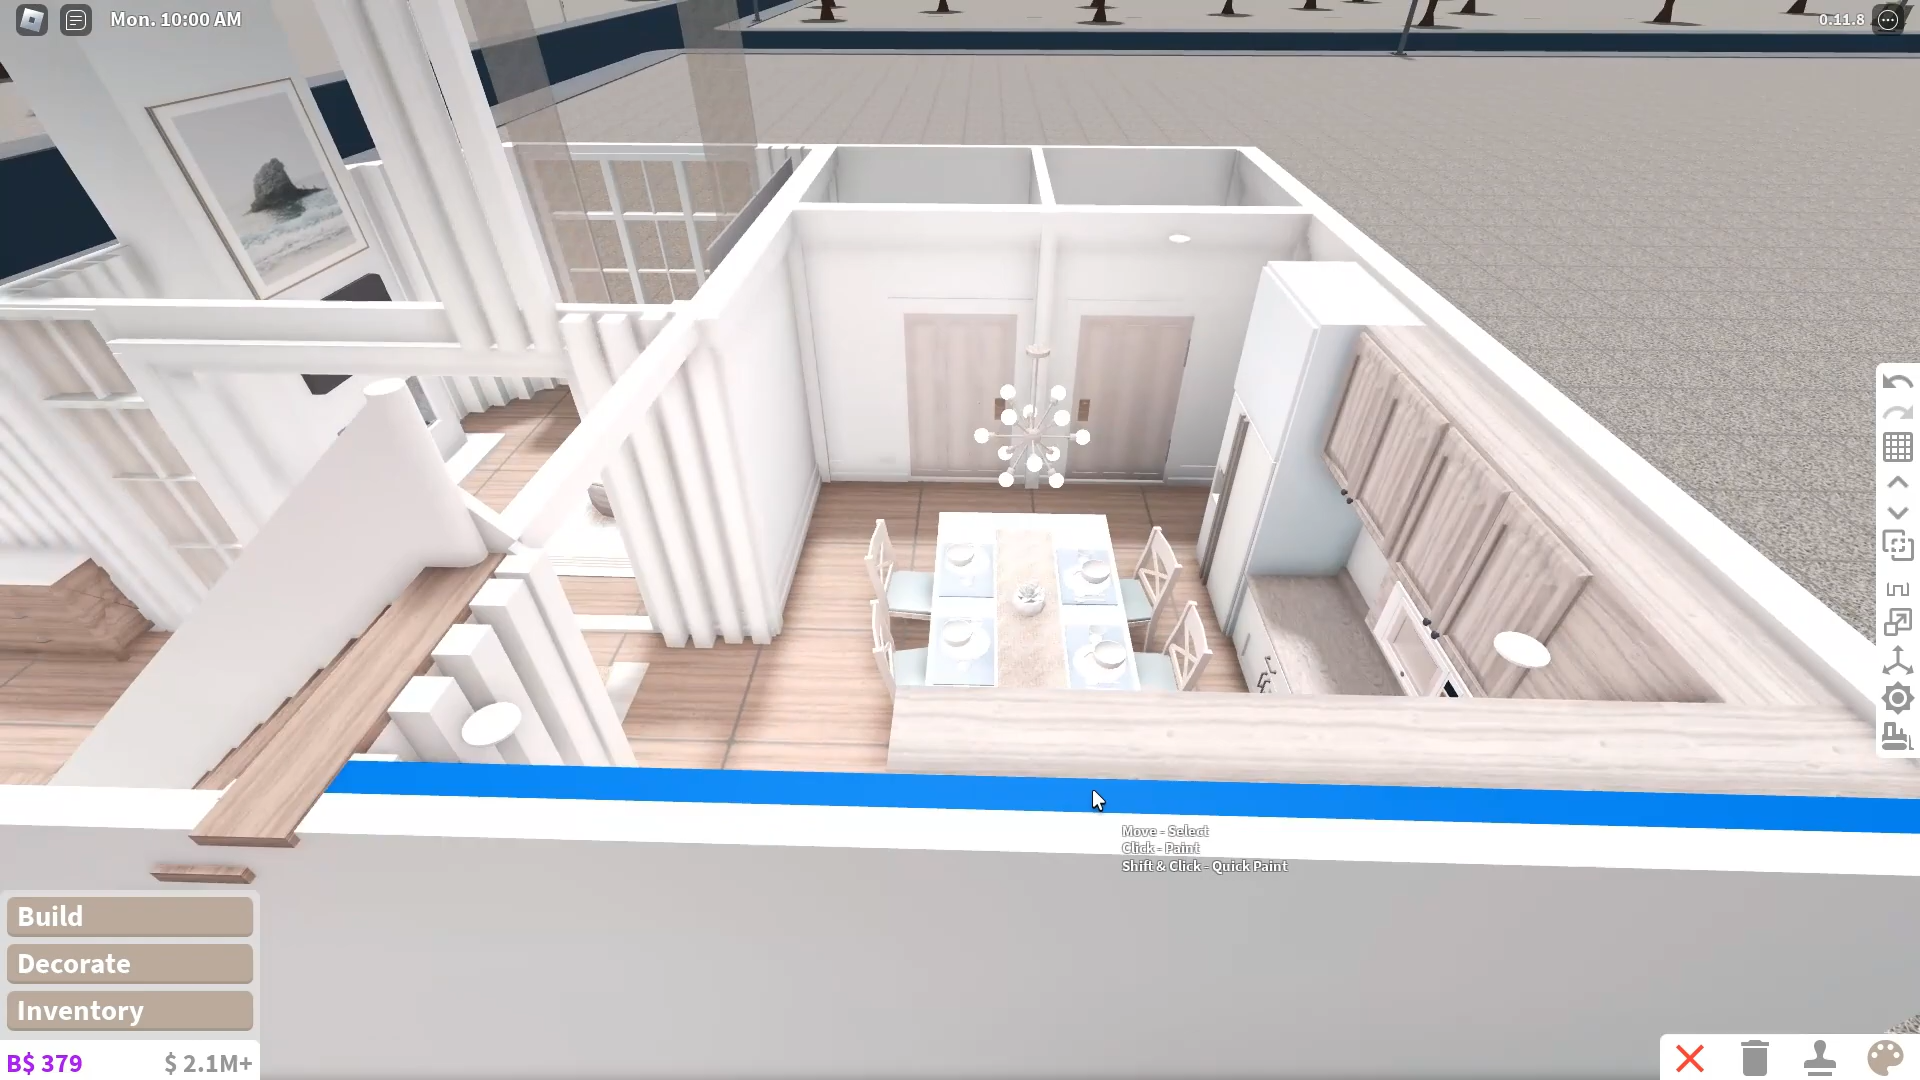 Mon. 10:00 AM
0.11.8
Move - Select
Click - Paint
Shift & Click - Quick Paint
Build
Decorate
Inventory
B$ 379
$ 2.1M+